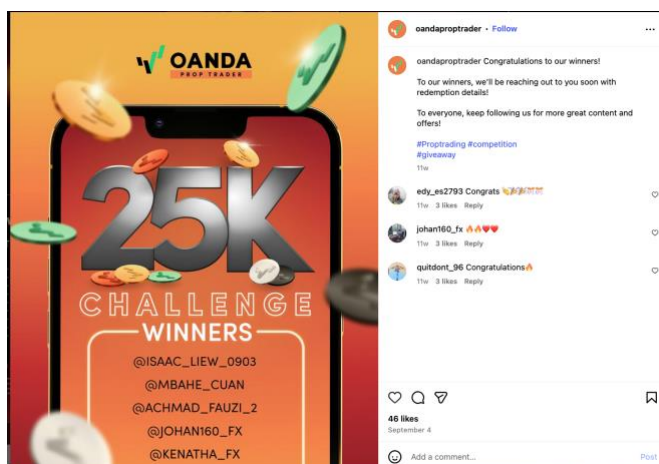 OANDA
PROP TRADER
25K
CHALLENGE
WINNERS
@ISAAC_LIEW_0903
@MBAHE_CUAN
@ACHMAD_FAUZI_2
@JOHAN160_FX
@KENATHA_FX
oandaproptrader • Follow
oandaproptrader Congratulations to our winners!
To our winners, we'll be reaching out to you soon with
redemption details!
To everyone, keep following us for more great content and
offers!
#Proptrading #competition
#giveaway
11w
edy_es2793 Congrats
11w 3 likes Reply
johan160_fx 🔥🔥❤️❤️
11w 3 likes Reply
quitdont_96 Congratulations🔥
11w 3 likes Reply
46 likes
September 4
Add a comment...
Post